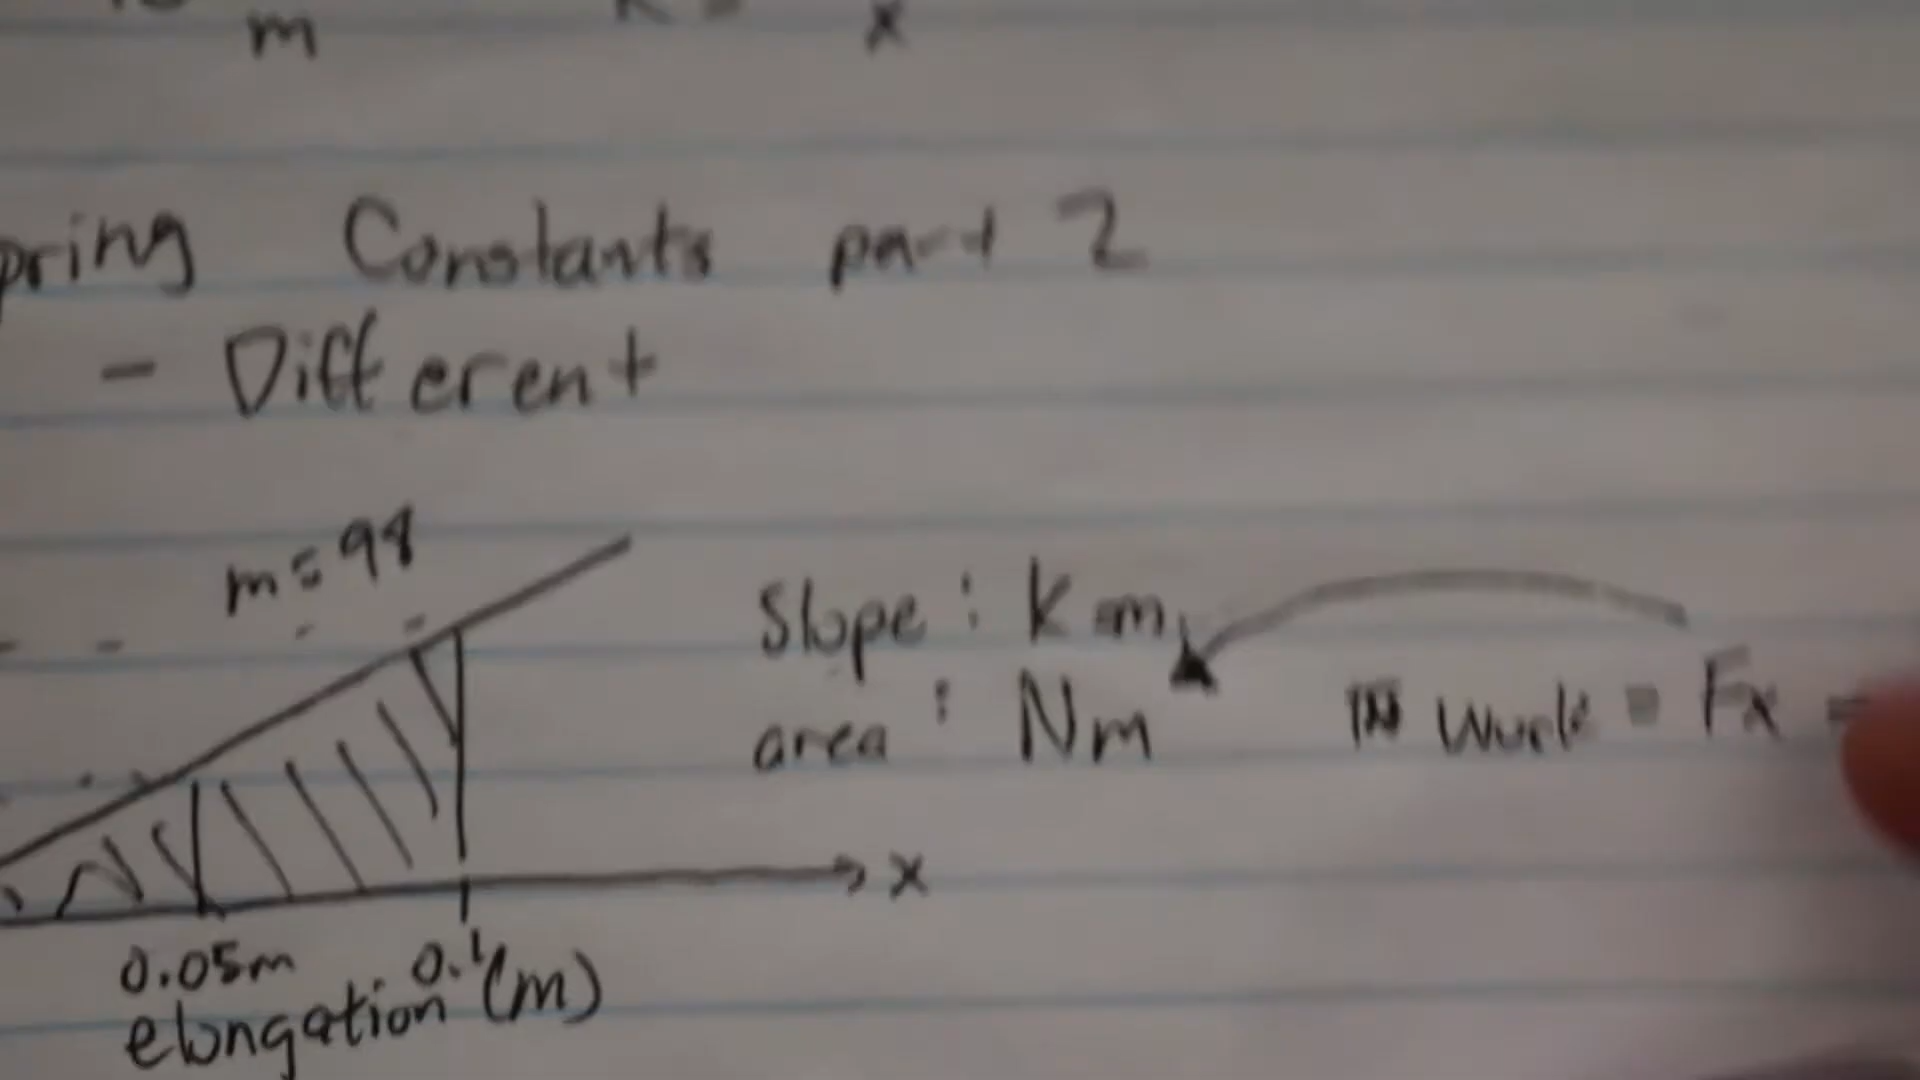 m x
pring Constants part 2
- Different
m = 98
Slope : K m
area : Nm
Work = Fx =
x
0.05m 0.1
elongation (m)